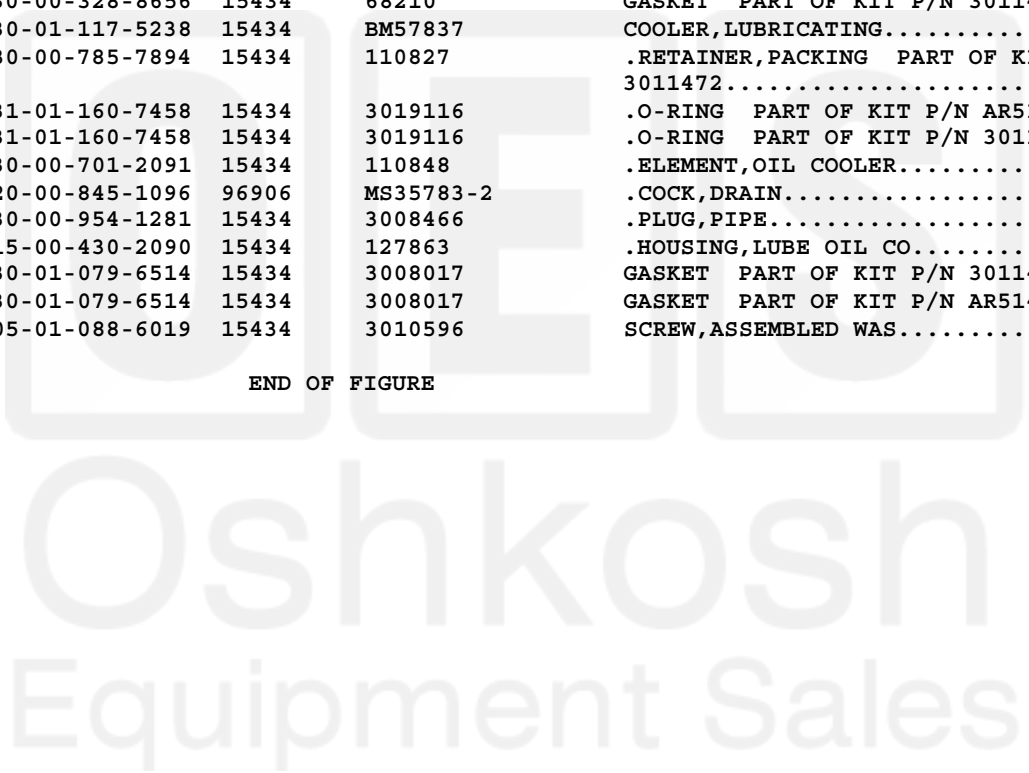 30-00-328-8656 15434 68210 GASKET PART OF KIT P/N 30114
30-01-117-5238 15434 BM57837 COOLER,LUBRICATING..........
30-00-785-7894 15434 110827 .RETAINER,PACKING PART OF KI
3011472.....................
31-01-160-7458 15434 3019116 .O-RING PART OF KIT P/N AR51
31-01-160-7458 15434 3019116 .O-RING PART OF KIT P/N 3011
30-00-701-2091 15434 110848 .ELEMENT,OIL COOLER.........
20-00-845-1096 96906 MS35783-2 .COCK,DRAIN.................
30-00-954-1281 15434 3008466 .PLUG,PIPE..................
15-00-430-2090 15434 127863 .HOUSING,LUBE OIL CO........
30-01-079-6514 15434 3008017 GASKET PART OF KIT P/N 30114
30-01-079-6514 15434 3008017 GASKET PART OF KIT P/N AR514
05-01-088-6019 15434 3010596 SCREW,ASSEMBLED WAS.........
END OF FIGURE
OES
Oshkosh
Equipment Sales